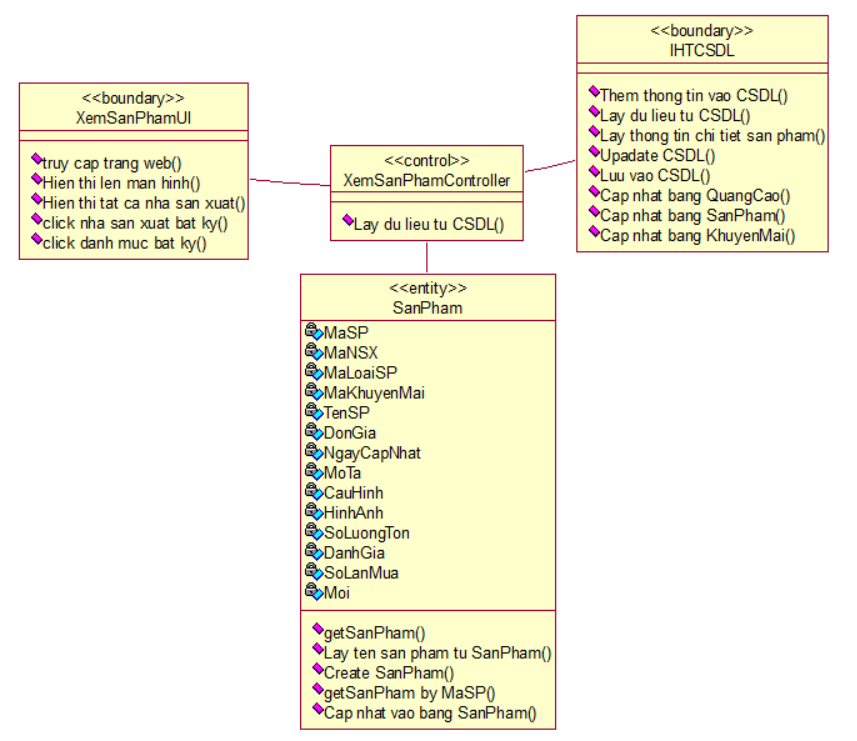 <<boundary>>
XemSanPhamUI
truy cap trang web()
Hien thi len man hinh()
Hien thi tat ca nha san xuat()
click nha san xuat bat ky()
click danh muc bat ky()
<<control>>
XemSanPhamController
Lay du lieu tu CSDL()
<<boundary>>
IHTCSDL
Them thong tin vao CSDL()
Lay du lieu tu CSDL()
Lay thong tin chi tiet san pham()
Upadate CSDL()
Luu vao CSDL()
Cap nhat bang QuangCao()
Cap nhat bang SanPham()
Cap nhat bang KhuyenMai()
<<entity>>
SanPham
MaSP
MaNSX
MaLoaiSP
MaKhuyenMai
TenSP
DonGia
NgayCapNhat
MoTa
CauHinh
HinhAnh
SoLuongTon
DanhGia
SoLanMua
Moi
getSanPham()
Lay ten san pham tu SanPham()
Create SanPham()
getSanPham by MaSP()
Cap nhat vao bang SanPham()